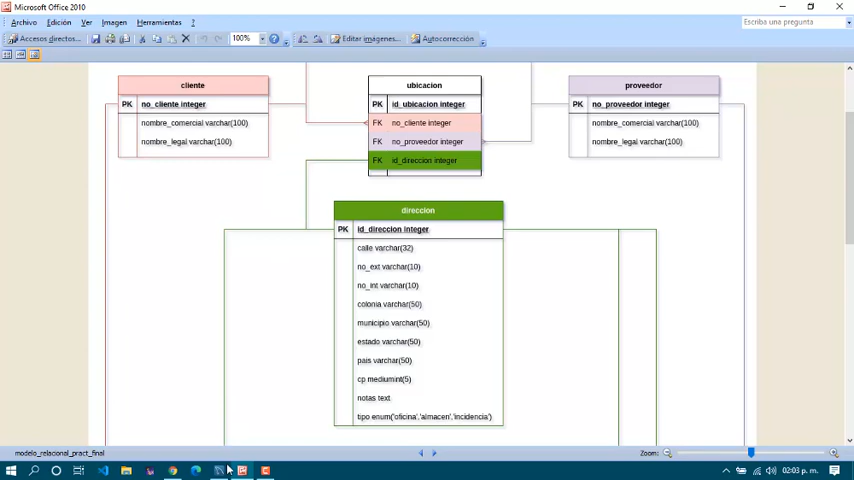 Microsoft Office 2010
Archivo Edición Ver Imagen Herramientas ?
Escriba una pregunta
Accesos directos...
100%
Editar imágenes...
Autocorrección
cliente
PK no_cliente integer
nombre_comercial varchar(100)
nombre_legal varchar(100)
ubicacion
PK id_ubicacion integer
FK no_cliente integer
FK no_proveedor integer
FK id_direccion integer
proveedor
PK no_proveedor integer
nombre_comercial varchar(100)
nombre_legal varchar(100)
direccion
PK id_direccion integer
calle varchar(32)
no_ext varchar(10)
no_int varchar(10)
colonia varchar(50)
municipio varchar(50)
estado varchar(50)
pais varchar(50)
cp mediumint(5)
notas text
tipo enum('oficina','almacen','incidencia')
modelo_relacional_pract_final
Zoom:
02:03 p. m.